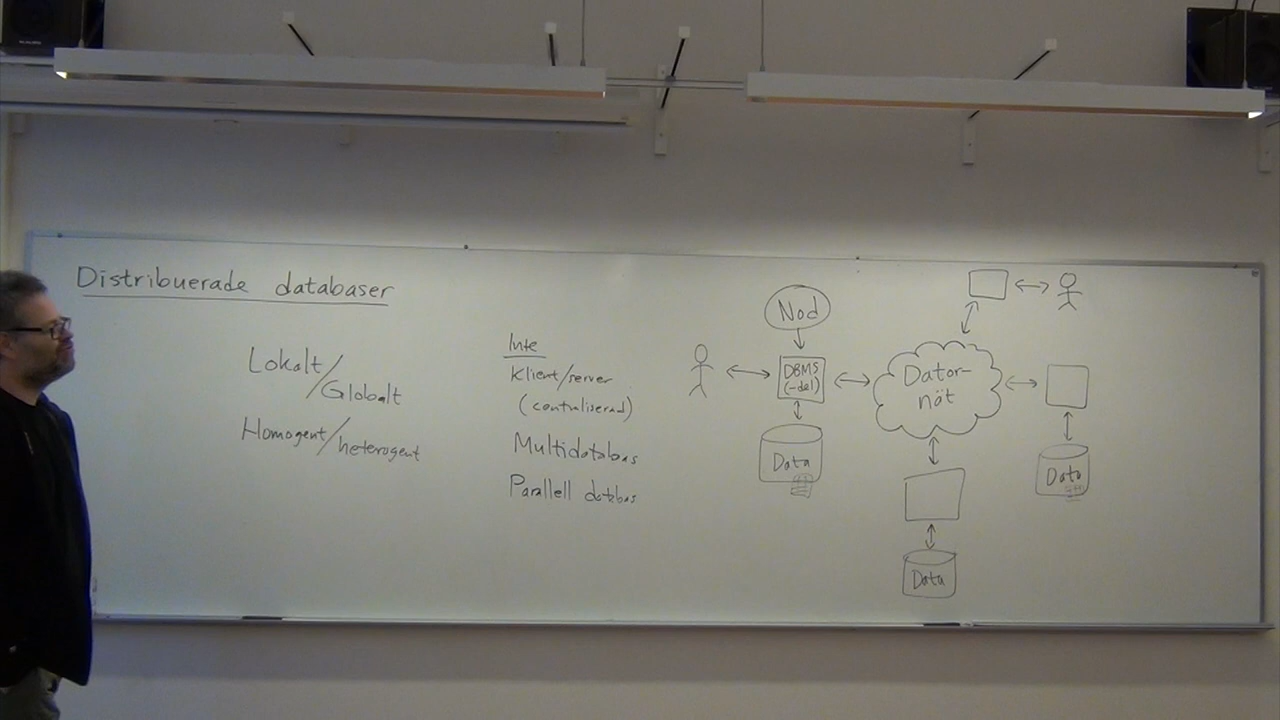 Distribuerade databaser
Lokalt/
Globalt
Homogent/heterogent
Inte
Klient/server
(centraliserad)
Multidatabas
Parallell databas
Nod
DBMS
(-del)
Data
Dator-
nät
Data
Data